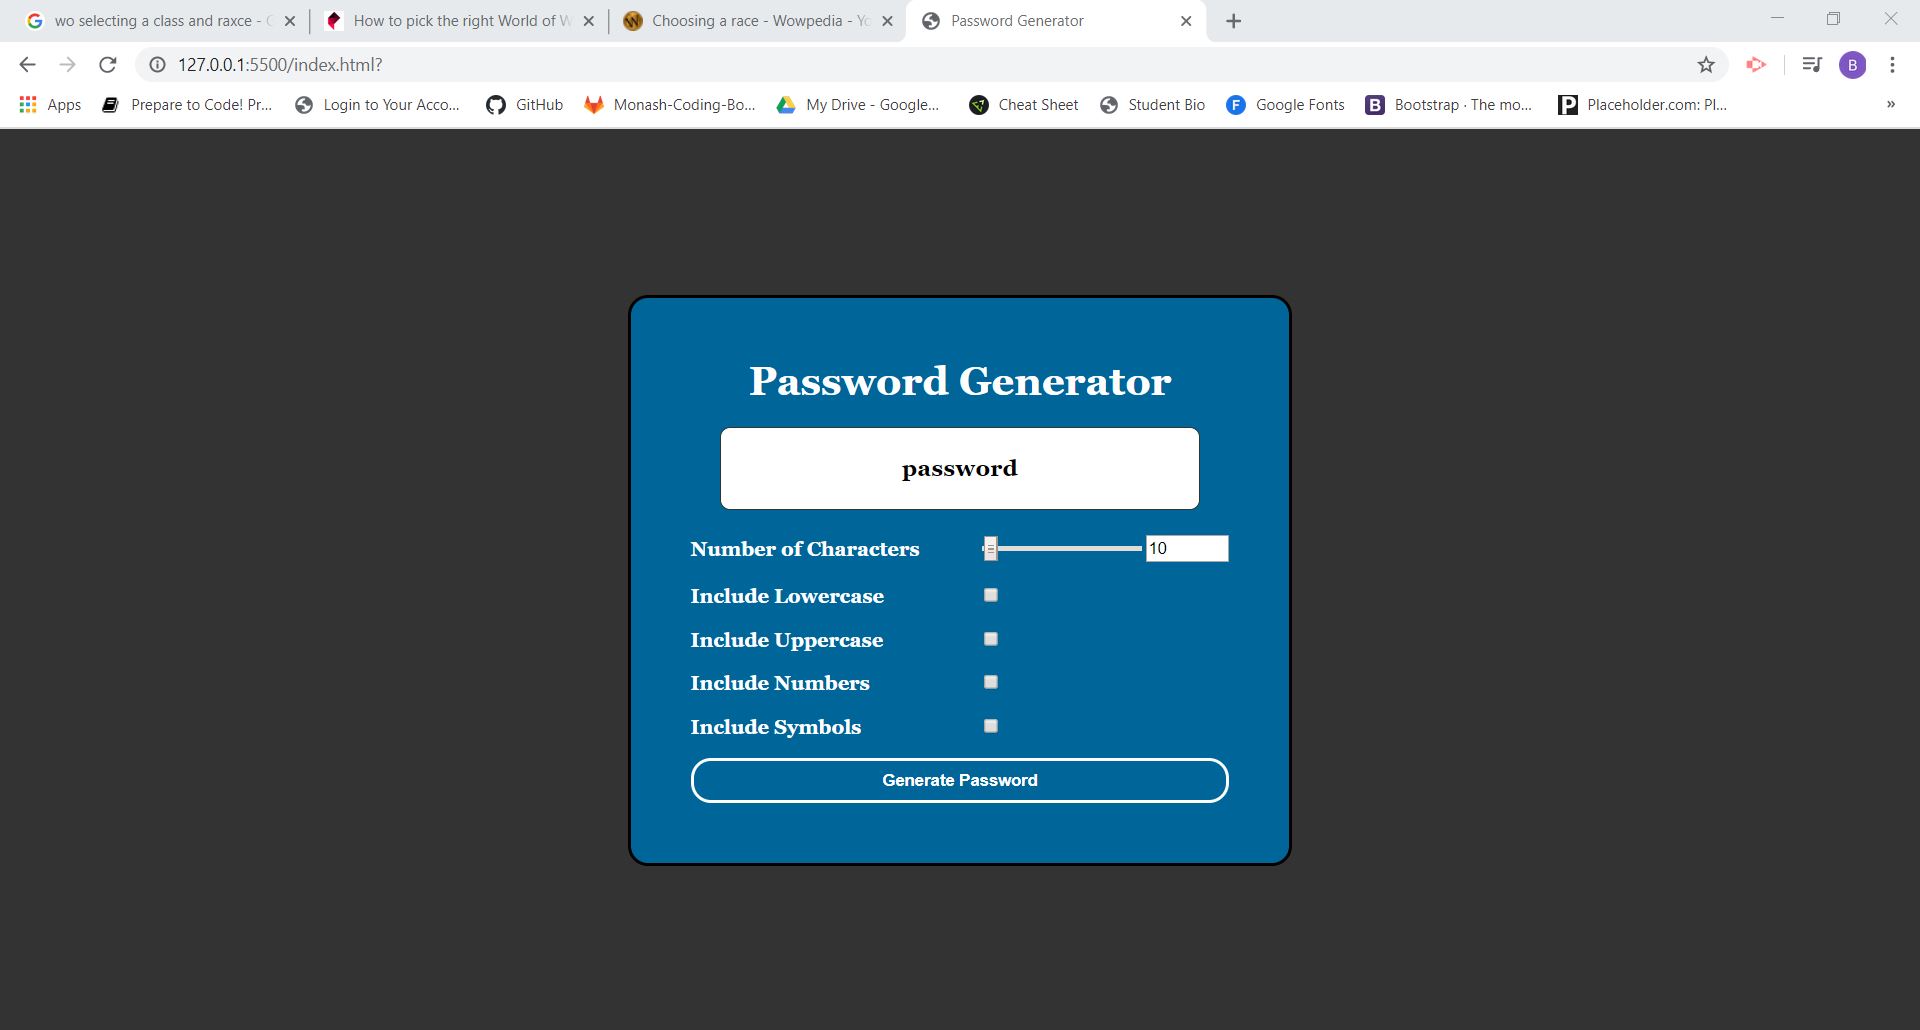 wo selecting a class and raxce - G
How to pick the right World of W
Choosing a race - Wowpedia - Yo
Password Generator
127.0.0.1:5500/index.html?
B
Apps
Prepare to Code! Pr...
Login to Your Acco...
GitHub
Monash-Coding-Bo...
My Drive - Google...
Cheat Sheet
Student Bio
F
Google Fonts
B
Bootstrap · The mo...
P
Placeholder.com: Pl...
»
Password Generator
password
Number of Characters 10
Include Lowercase
Include Uppercase
Include Numbers
Include Symbols
Generate Password